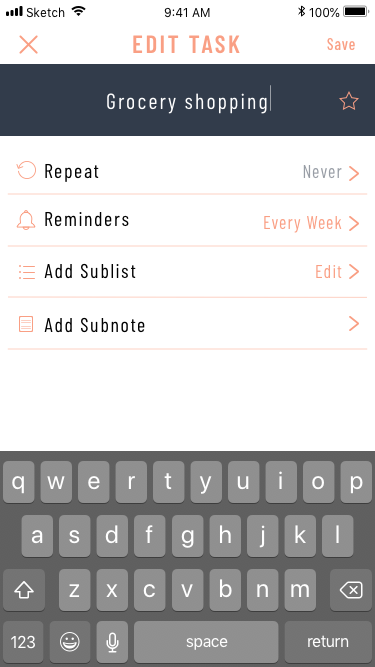 Sketch 9:41 AM 100%
EDIT TASK Save
Grocery shopping
Repeat Never
Reminders Every Week
Add Sublist Edit
Add Subnote
q w e r t y u i o p
a s d f g h j k l
z x c v b n m
123 space return